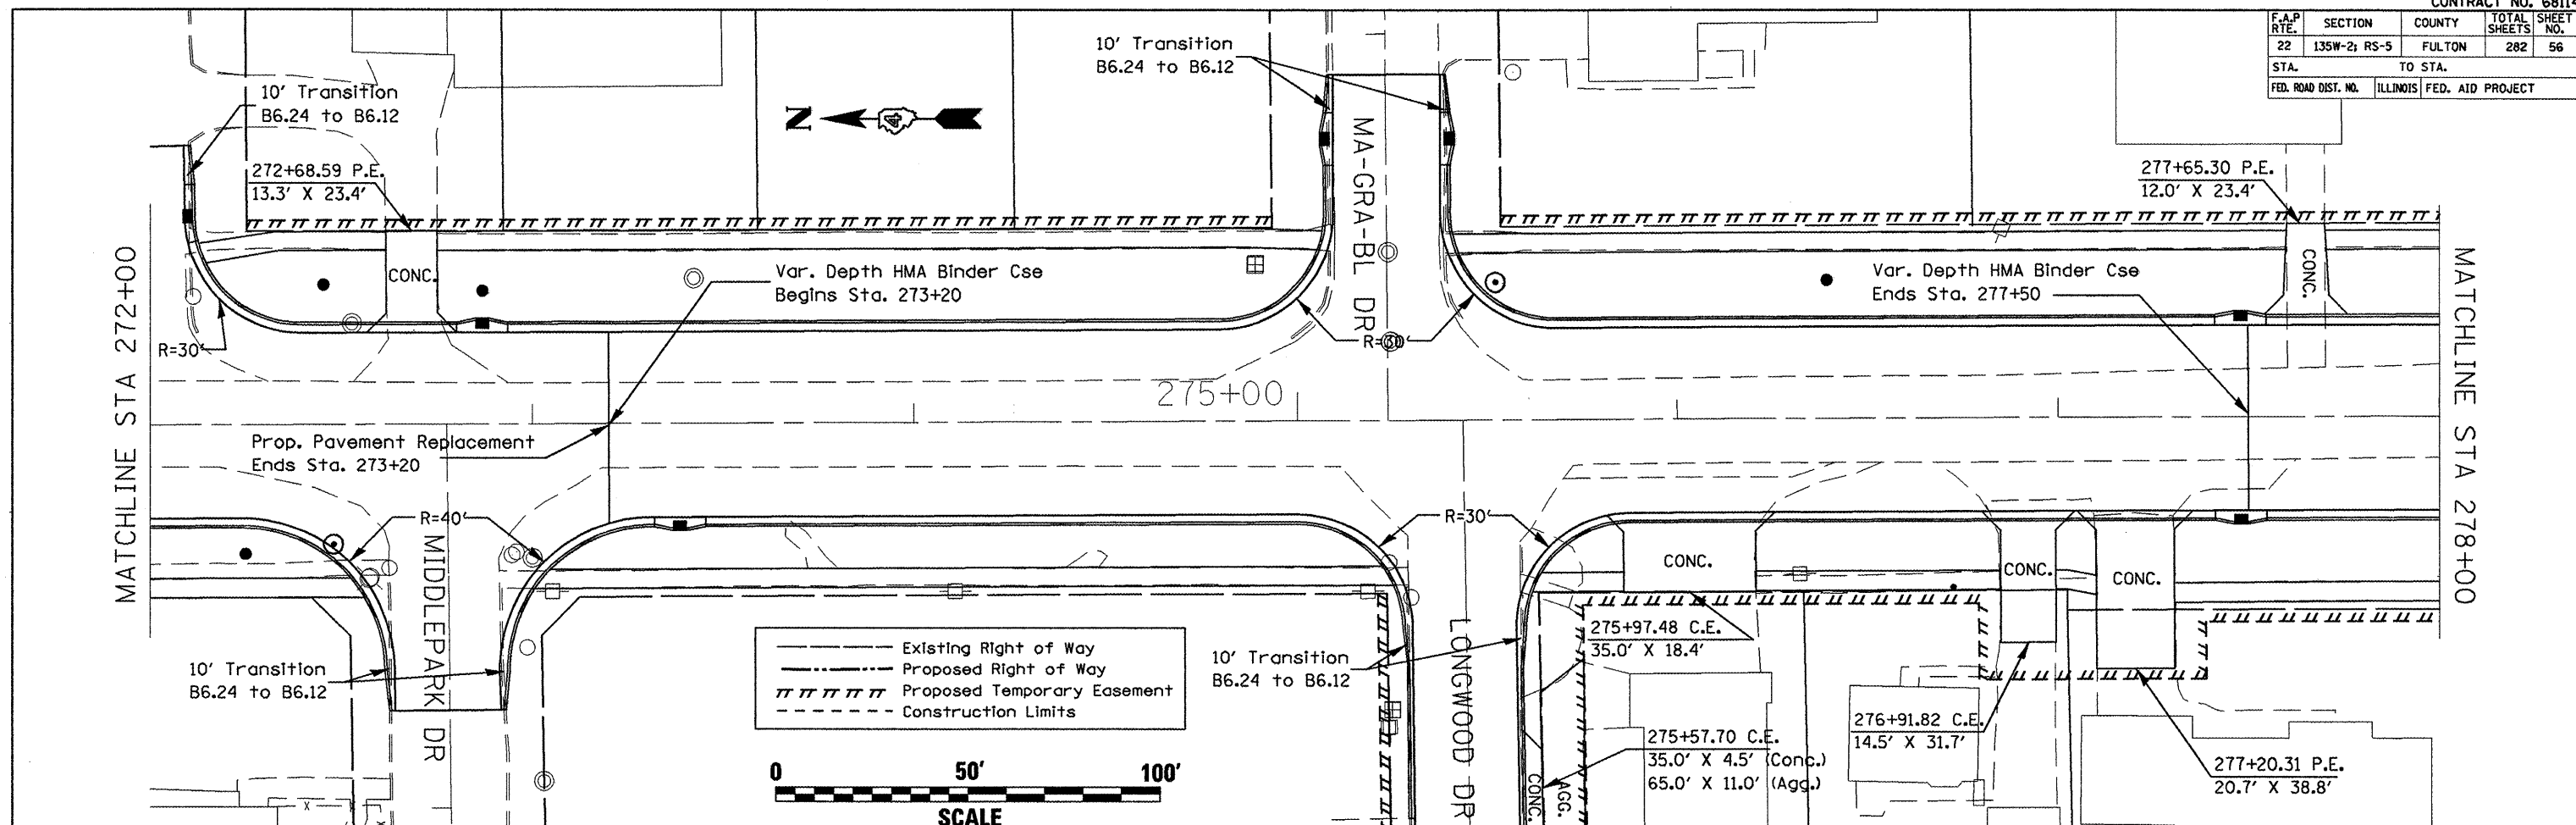 CONTRACT NO. 68114
F.A.P. RTE. SECTION COUNTY TOTAL SHEETS SHEET NO.
22 135W-2; RS-5 FULTON 282 56
STA. TO STA.
FED. ROAD DIST. NO. ILLINOIS FED. AID PROJECT
10' Transition
B6.24 to B6.12
10' Transition
B6.24 to B6.12
N
272+68.59 P.E.
13.3' X 23.4'
277+65.30 P.E.
12.0' X 23.4'
MA-GRA-BL DR
CONC.
CONC.
Var. Depth HMA Binder Cse
Begins Sta. 273+20
Var. Depth HMA Binder Cse
Ends Sta. 277+50
MATCHLINE STA 272+00
MATCHLINE STA 278+00
R=30'
R=30'
275+00
Prop. Pavement Replacement
Ends Sta. 273+20
R=40'
R=30'
MIDDLEPARK DR
LONGWOOD DR
CONC.
CONC.
CONC.
10' Transition
B6.24 to B6.12
Existing Right of Way
Proposed Right of Way
Proposed Temporary Easement
Construction Limits
10' Transition
B6.24 to B6.12
275+97.48 C.E.
35.0' X 18.4'
276+91.82 C.E.
14.5' X 31.7'
275+57.70 C.E.
35.0' X 4.5' (Conc.)
65.0' X 11.0' (Agg.)
277+20.31 P.E.
20.7' X 38.8'
CONC.
AGG.
0 50' 100'
SCALE
X X
X